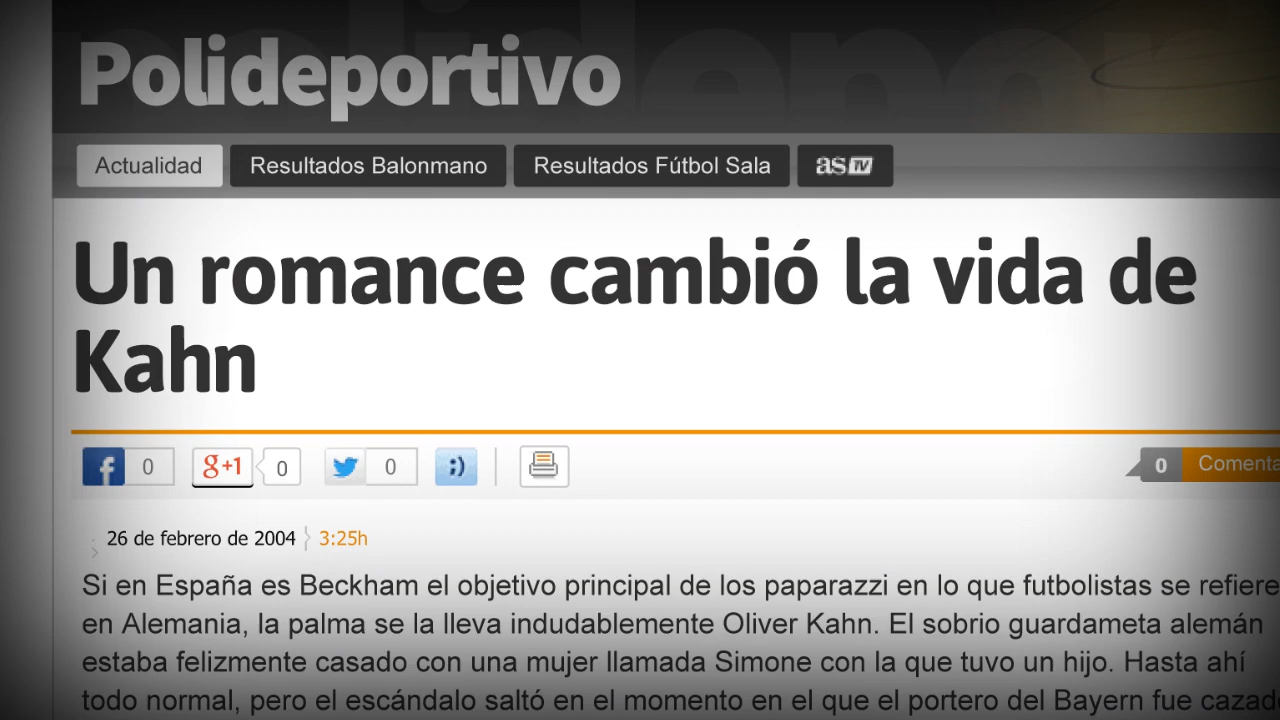 Polideportivo
Actualidad Resultados Balonmano Resultados Fútbol Sala as TV
Un romance cambió la vida de
Kahn
f 0 g+1 0 0 ;) 0 Comenta
26 de febrero de 2004 3:25h
Si en España es Beckham el objetivo principal de los paparazzi en lo que futbolistas se refiere
en Alemania, la palma se la lleva indudablemente Oliver Kahn. El sobrio guardameta alemán
estaba felizmente casado con una mujer llamada Simone con la que tuvo un hijo. Hasta ahí
todo normal, pero el escándalo saltó en el momento en el que el portero del Bayern fue cazad